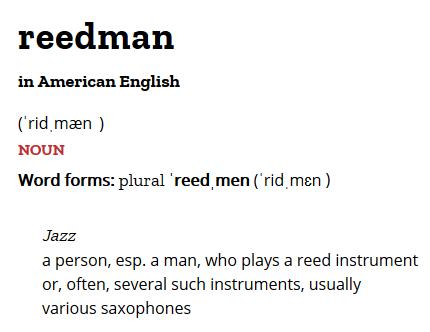 reedman
in American English
(ˈridˌmæn )
NOUN
Word forms: plural ˈreedˌmen (ˈridˌmɛn )
Jazz
a person, esp. a man, who plays a reed instrument
or, often, several such instruments, usually
various saxophones